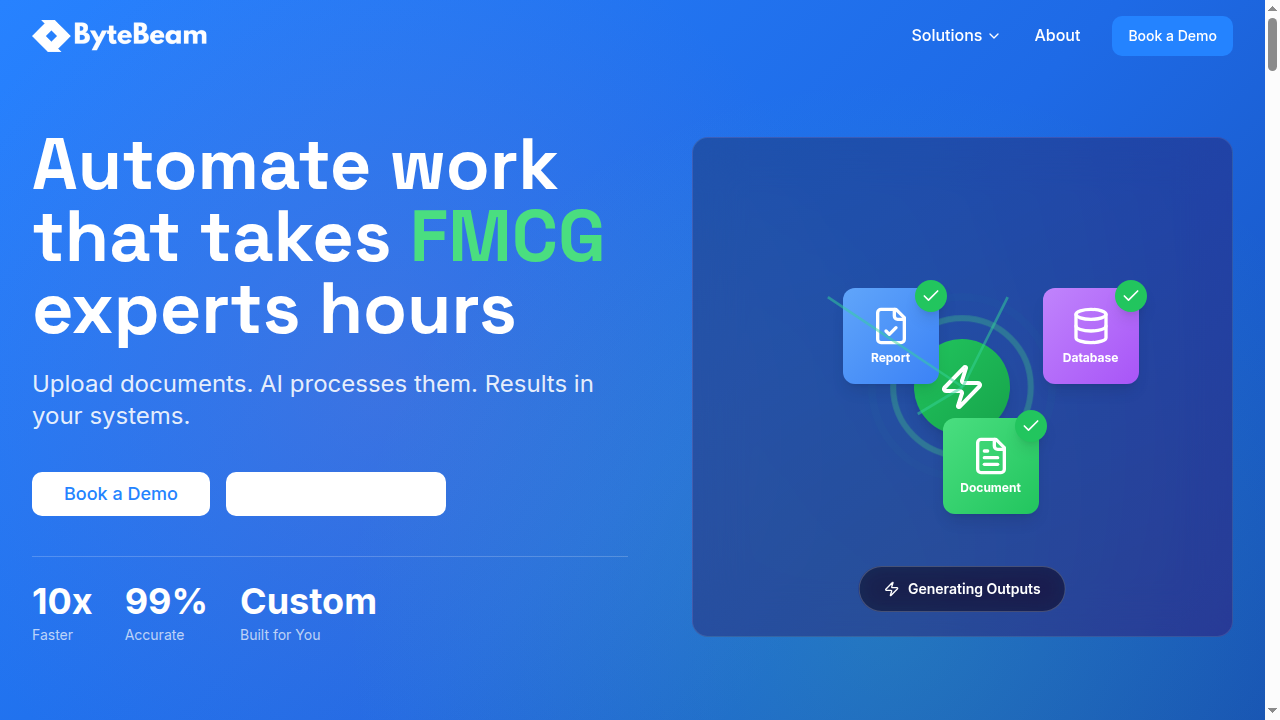 ByteBeam
Solutions
About
Book a Demo
Automate work
that takes FMCG
experts hours
Upload documents. AI processes them. Results in
your systems.
Book a Demo
10x
Faster
99%
Accurate
Custom
Built for You
Report
Database
Document
Generating Outputs